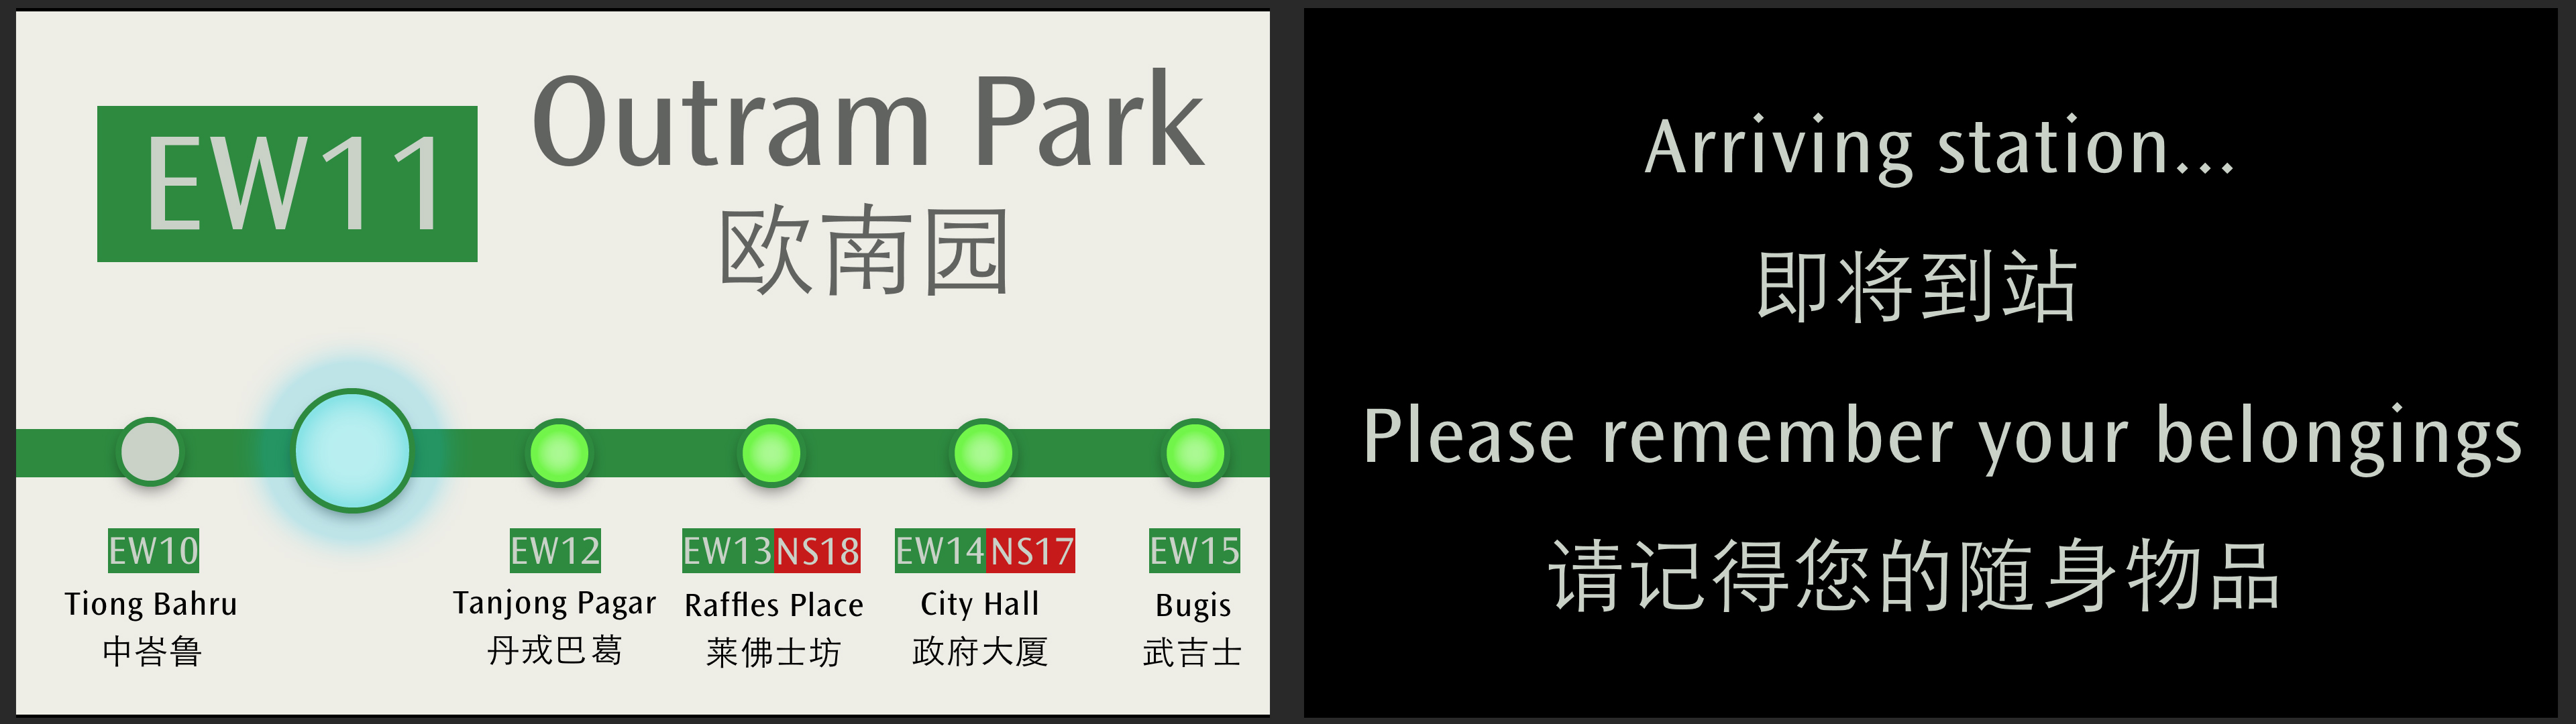 EW11
Outram Park
欧南园
EW10
Tiong Bahru
中峇鲁
EW12
Tanjong Pagar
丹戎巴葛
EW13 NS18
Raffles Place
莱佛士坊
EW14 NS17
City Hall
政府大厦
EW15
Bugis
武吉士
Arriving station...
即将到站
Please remember your belongings
请记得您的随身物品